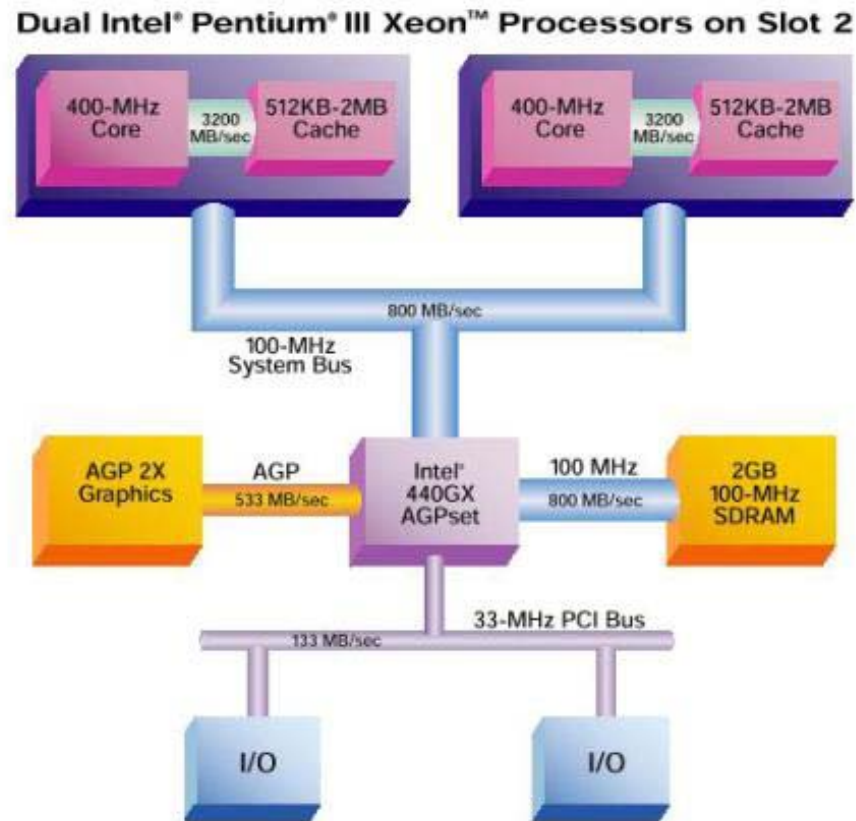 Dual Intel® Pentium® III Xeon™ Processors on Slot 2
400-MHz
Core
3200
MB/sec
512KB-2MB
Cache
400-MHz
Core
3200
MB/sec
512KB-2MB
Cache
800 MB/sec
100-MHz
System Bus
AGP 2X
Graphics
AGP
533 MB/sec
Intel®
440GX
AGPset
100 MHz
800 MB/sec
2GB
100-MHz
SDRAM
33-MHz PCI Bus
133 MB/sec
I/O
I/O